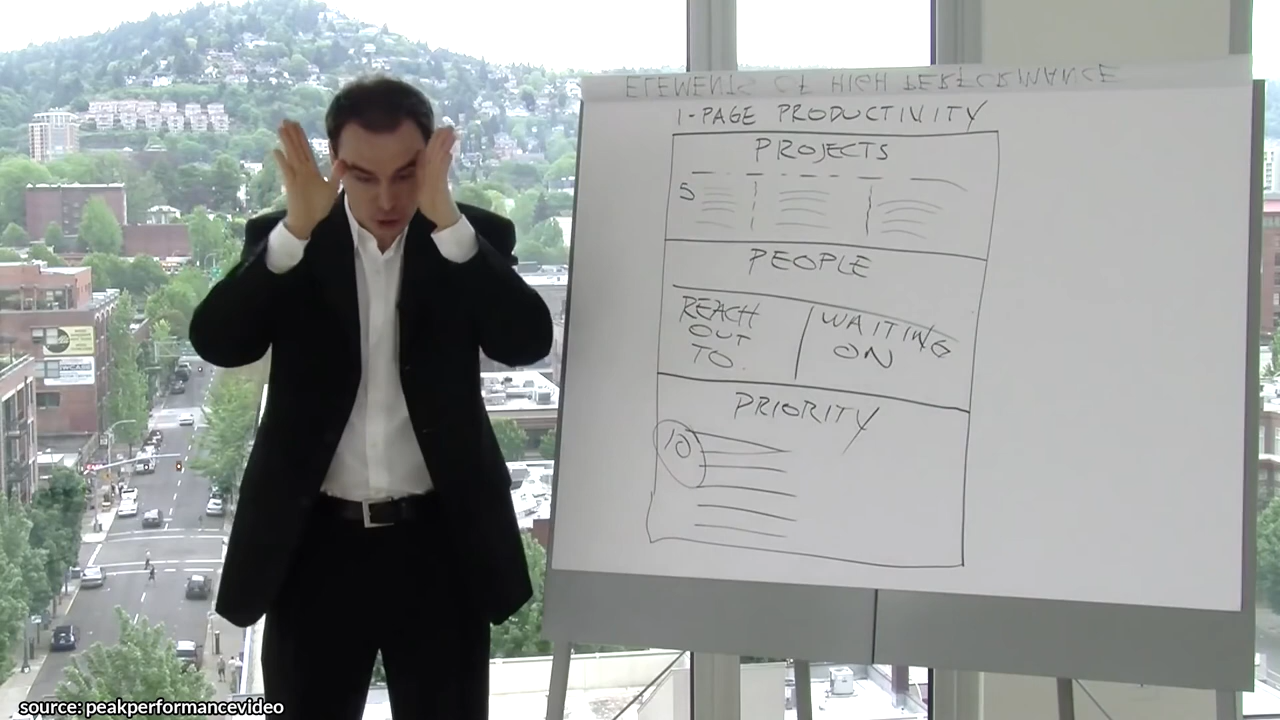 ELEMENTS OF HIGH PERFORMANCE
1-PAGE PRODUCTIVITY
PROJECTS
5
PEOPLE
REACH
OUT
TO
WAITING
ON
PRIORITY
10
source: peakperformancevideo